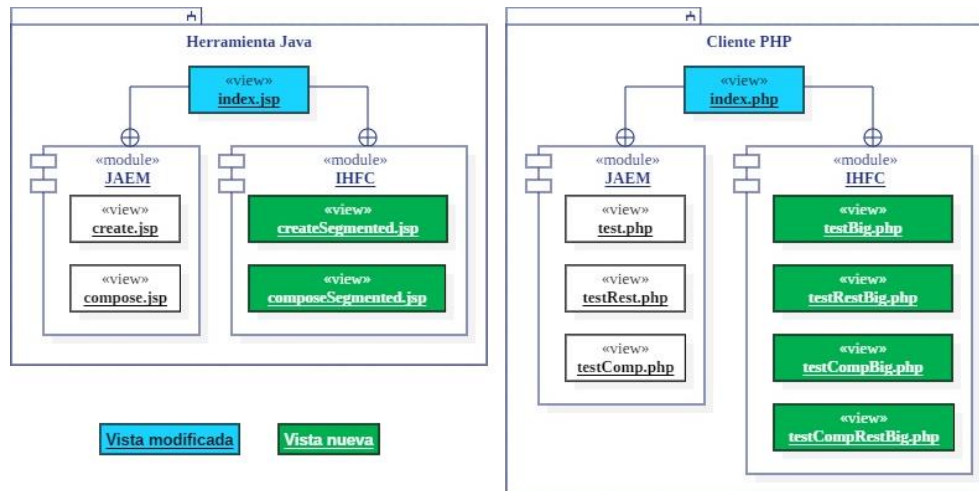 Herramienta Java
«view»
index.jsp
«module»
JAEM
«view»
create.jsp
«view»
compose.jsp
«module»
IHFC
«view»
createSegmented.jsp
«view»
composeSegmented.jsp
Cliente PHP
«view»
index.php
«module»
JAEM
«view»
test.php
«view»
testRest.php
«view»
testComp.php
«module»
IHFC
«view»
testBig.php
«view»
testRestBig.php
«view»
testCompBig.php
«view»
testCompRestBig.php
Vista modificada
Vista nueva